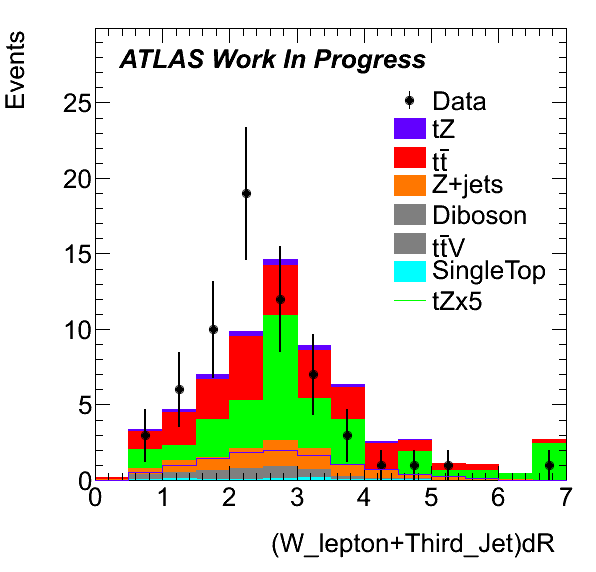 Events
ATLAS Work In Progress
Data
tZ
tt̄
Z+jets
Diboson
tt̄V
SingleTop
tZx5
25
20
15
10
5
0
0 1 2 3 4 5 6 7
(W_lepton+Third_Jet)dR